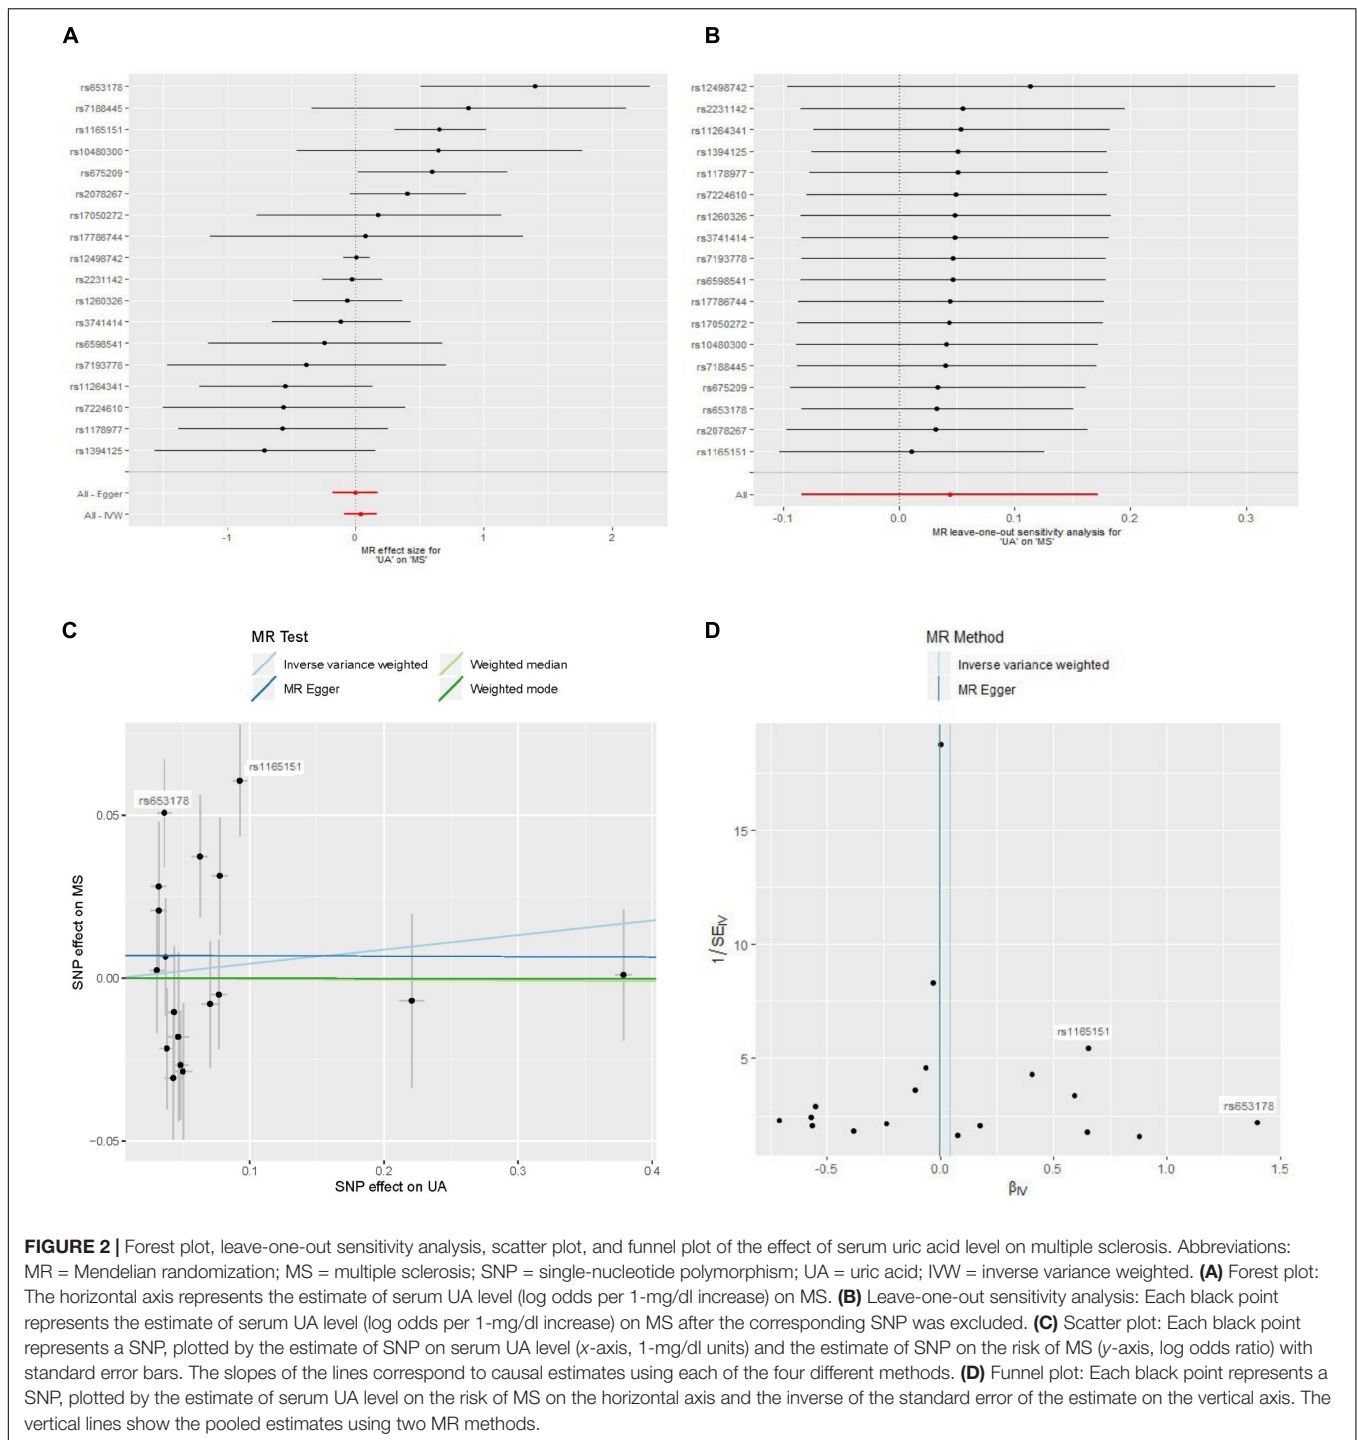 A
rs653178
rs7188445
rs1165151
rs10480300
rs675209
rs2078267
rs17050272
rs17786744
rs12498742
rs2231142
rs1260326
rs3741414
rs6598541
rs7193778
rs11264341
rs7224610
rs1178977
rs1394125
All - Egger
All - IVW
-1 0 1 2
MR effect size for
'UA' on 'MS'
B
rs12498742
rs2231142
rs11264341
rs1394125
rs1178977
rs7224610
rs1260326
rs3741414
rs7193778
rs6598541
rs17786744
rs17050272
rs10480300
rs7188445
rs675209
rs653178
rs2078267
rs1165151
All
-0.1 0.0 0.1 0.2 0.3
MR leave-one-out sensitivity analysis for
'UA' on 'MS'
C
MR Test
Inverse variance weighted Weighted median
MR Egger Weighted mode
rs1165151
rs653178
0.05
0.00
−0.05
SNP effect on MS
0.1 0.2 0.3 0.4
SNP effect on UA
D
MR Method
Inverse variance weighted
MR Egger
15
10
5
1/SEIV
rs1165151
rs653178
-0.5 0.0 0.5 1.0 1.5
βIV
FIGURE 2 | Forest plot, leave-one-out sensitivity analysis, scatter plot, and funnel plot of the effect of serum uric acid level on multiple sclerosis. Abbreviations:
MR = Mendelian randomization; MS = multiple sclerosis; SNP = single-nucleotide polymorphism; UA = uric acid; IVW = inverse variance weighted. (A) Forest plot:
The horizontal axis represents the estimate of serum UA level (log odds per 1-mg/dl increase) on MS. (B) Leave-one-out sensitivity analysis: Each black point
represents the estimate of serum UA level (log odds per 1-mg/dl increase) on MS after the corresponding SNP was excluded. (C) Scatter plot: Each black point
represents a SNP, plotted by the estimate of SNP on serum UA level (x-axis, 1-mg/dl units) and the estimate of SNP on the risk of MS (y-axis, log odds ratio) with
standard error bars. The slopes of the lines correspond to causal estimates using each of the four different methods. (D) Funnel plot: Each black point represents a
SNP, plotted by the estimate of serum UA level on the risk of MS on the horizontal axis and the inverse of the standard error of the estimate on the vertical axis. The
vertical lines show the pooled estimates using two MR methods.